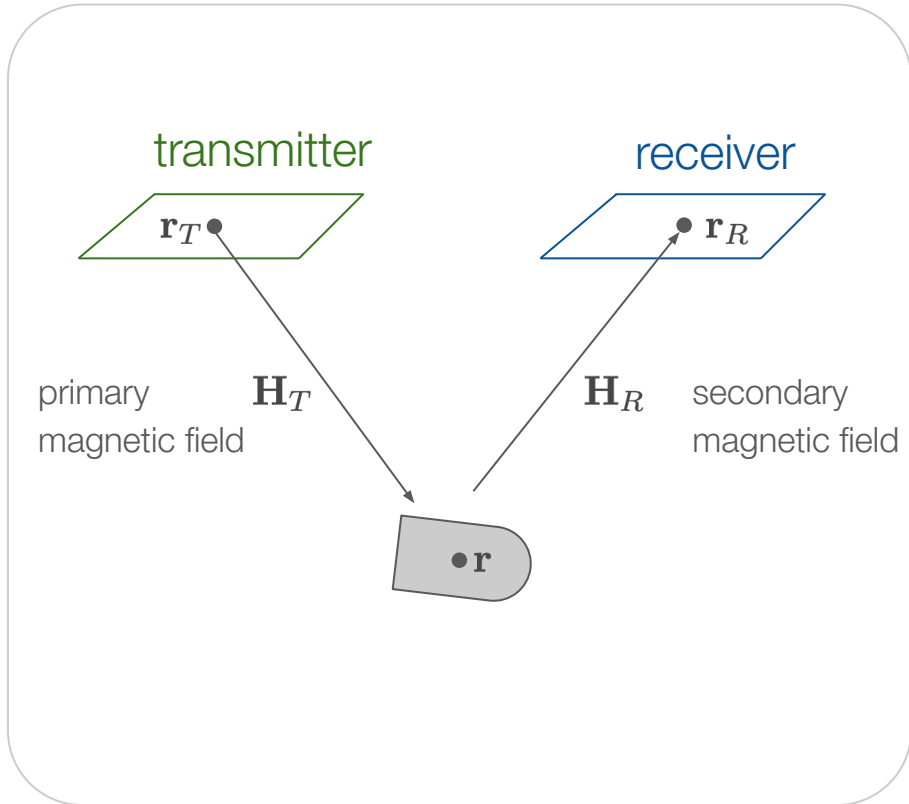 transmitter
receiver
r_T
r_R
primary
magnetic field
H_T
H_R
secondary
magnetic field
r